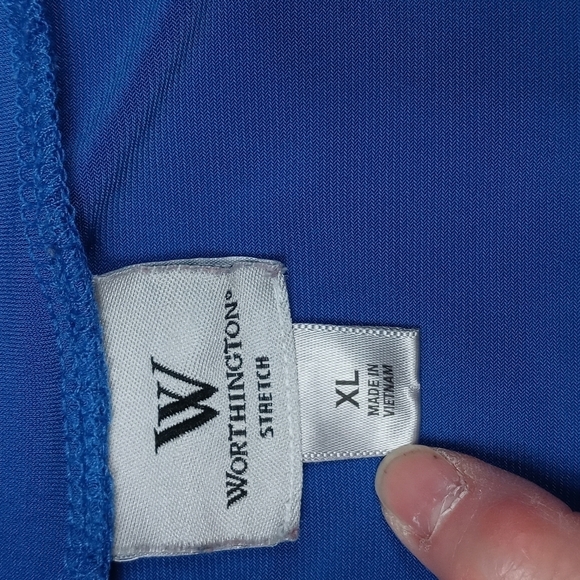 W
WORTHINGTON®
STRETCH
XL
MADE IN
VIETNAM